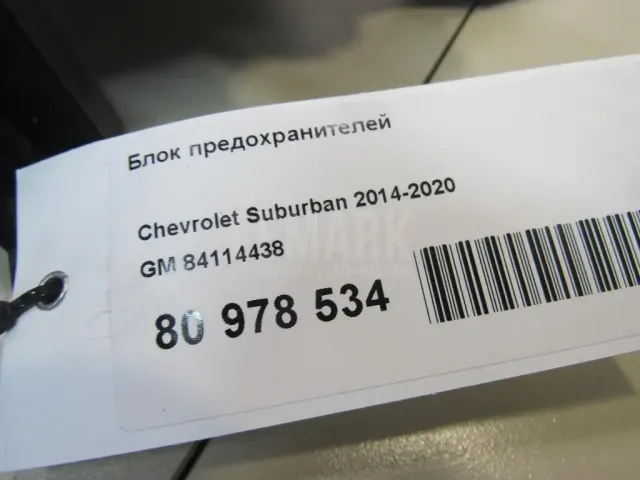 Блок предохранителей
Chevrolet Suburban 2014-2020
GM 84114438
80 978 534